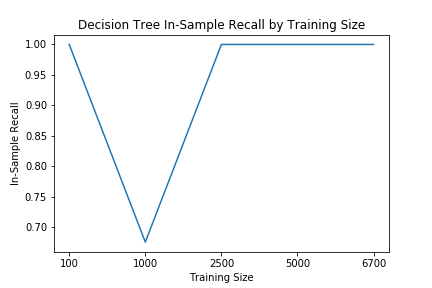 Decision Tree In-Sample Recall by Training Size
1.00
0.95
0.90
0.85
0.80
0.75
0.70
In-Sample Recall
100 1000 2500 5000 6700
Training Size